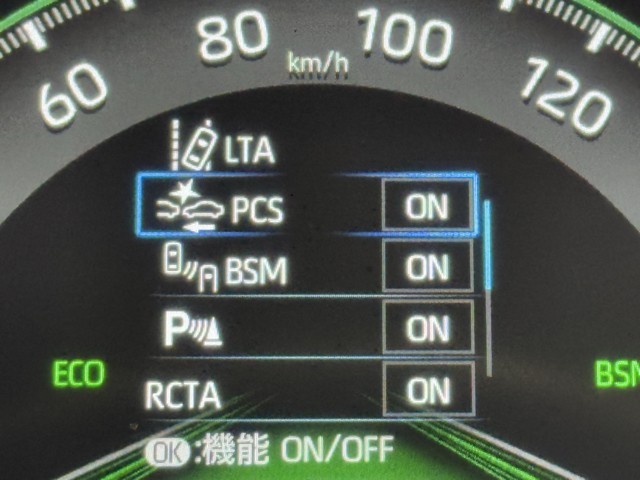 60 80 100 120
km/h
LTA
PCS ON
BSM ON
P ON
RCTA ON
ECO BSM
OK:機能 ON/OFF